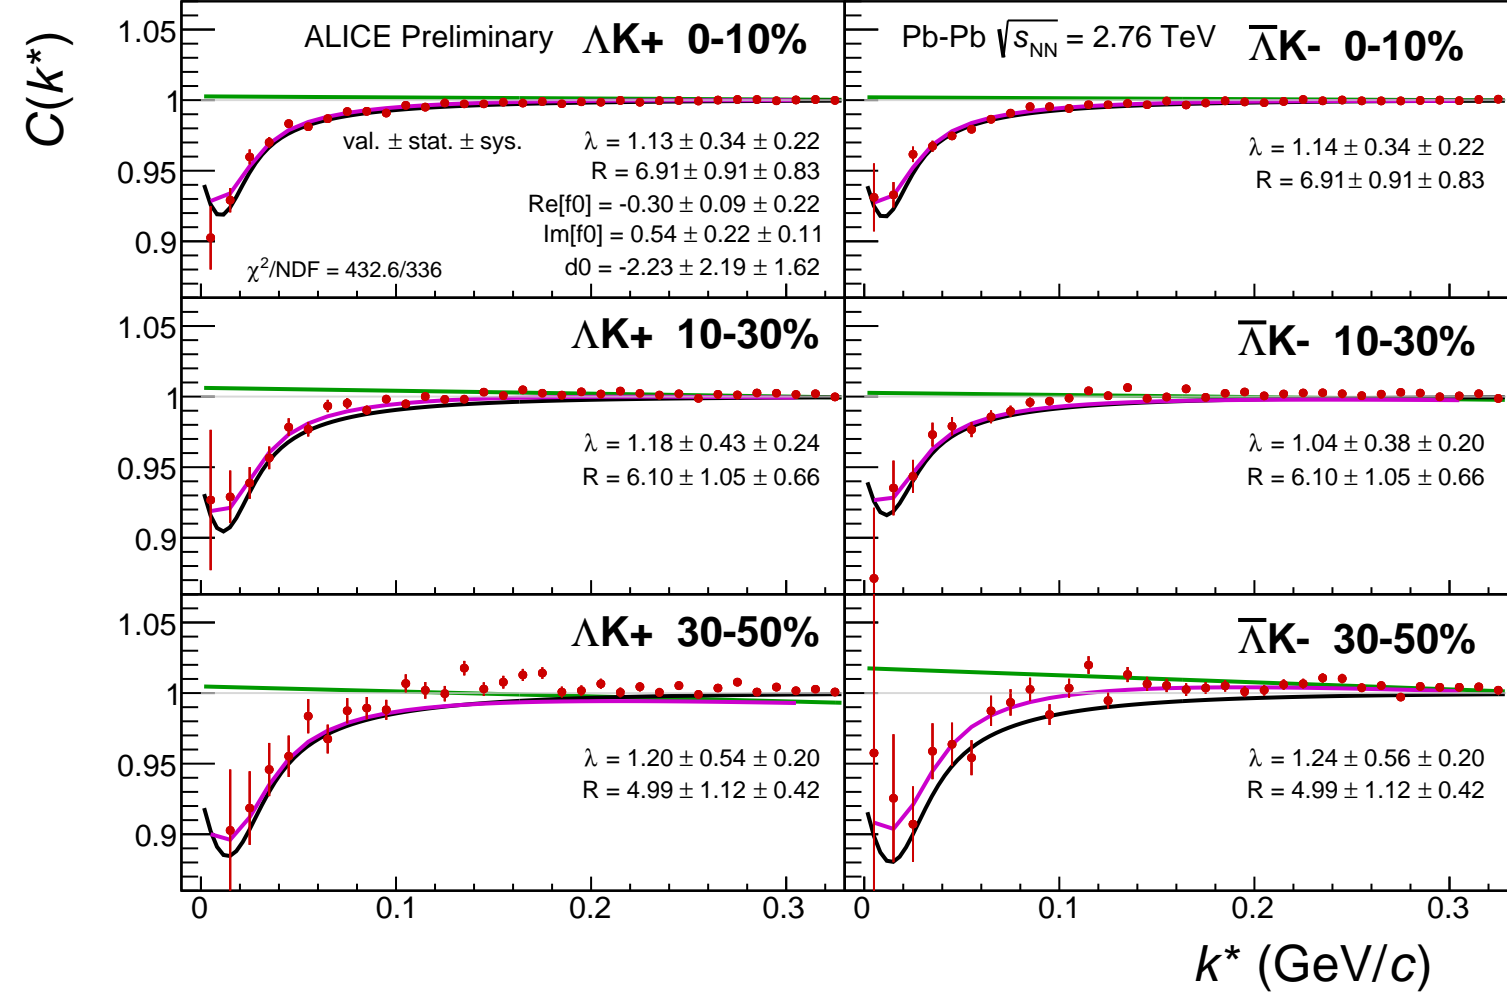 C(k*)
ALICE Preliminary ΛK+ 0-10%
val. ± stat. ± sys.
λ = 1.13 ± 0.34 ± 0.22
R = 6.91 ± 0.91 ± 0.83
Re[f0] = -0.30 ± 0.09 ± 0.22
Im[f0] = 0.54 ± 0.22 ± 0.11
d0 = -2.23 ± 2.19 ± 1.62
χ²/NDF = 432.6/336
1.05
1
0.95
0.9
Pb-Pb √s_NN = 2.76 TeV Λ̅K- 0-10%
λ = 1.14 ± 0.34 ± 0.22
R = 6.91 ± 0.91 ± 0.83
ΛK+ 10-30%
λ = 1.18 ± 0.43 ± 0.24
R = 6.10 ± 1.05 ± 0.66
1.05
1
0.95
0.9
Λ̅K- 10-30%
λ = 1.04 ± 0.38 ± 0.20
R = 6.10 ± 1.05 ± 0.66
ΛK+ 30-50%
λ = 1.20 ± 0.54 ± 0.20
R = 4.99 ± 1.12 ± 0.42
1.05
1
0.95
0.9
Λ̅K- 30-50%
λ = 1.24 ± 0.56 ± 0.20
R = 4.99 ± 1.12 ± 0.42
0 0.1 0.2 0.3 0 0.1 0.2 0.3
k* (GeV/c)